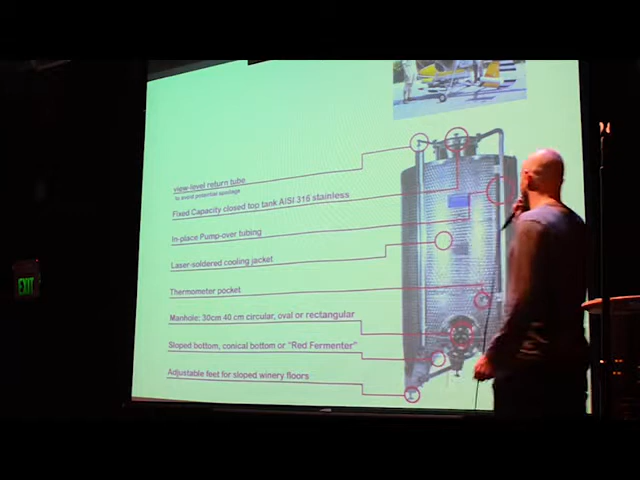 view-level return tube
to avoid potential spoilage
Fixed Capacity closed top tank AISI 316 stainless
In-place Pump-over tubing
Laser-soldered cooling jacket
Thermometer pocket
Manhole: 30cm 40 cm circular, oval or rectangular
Sloped bottom, conical bottom or "Red Fermenter"
Adjustable feet for sloped winery floors
EXIT